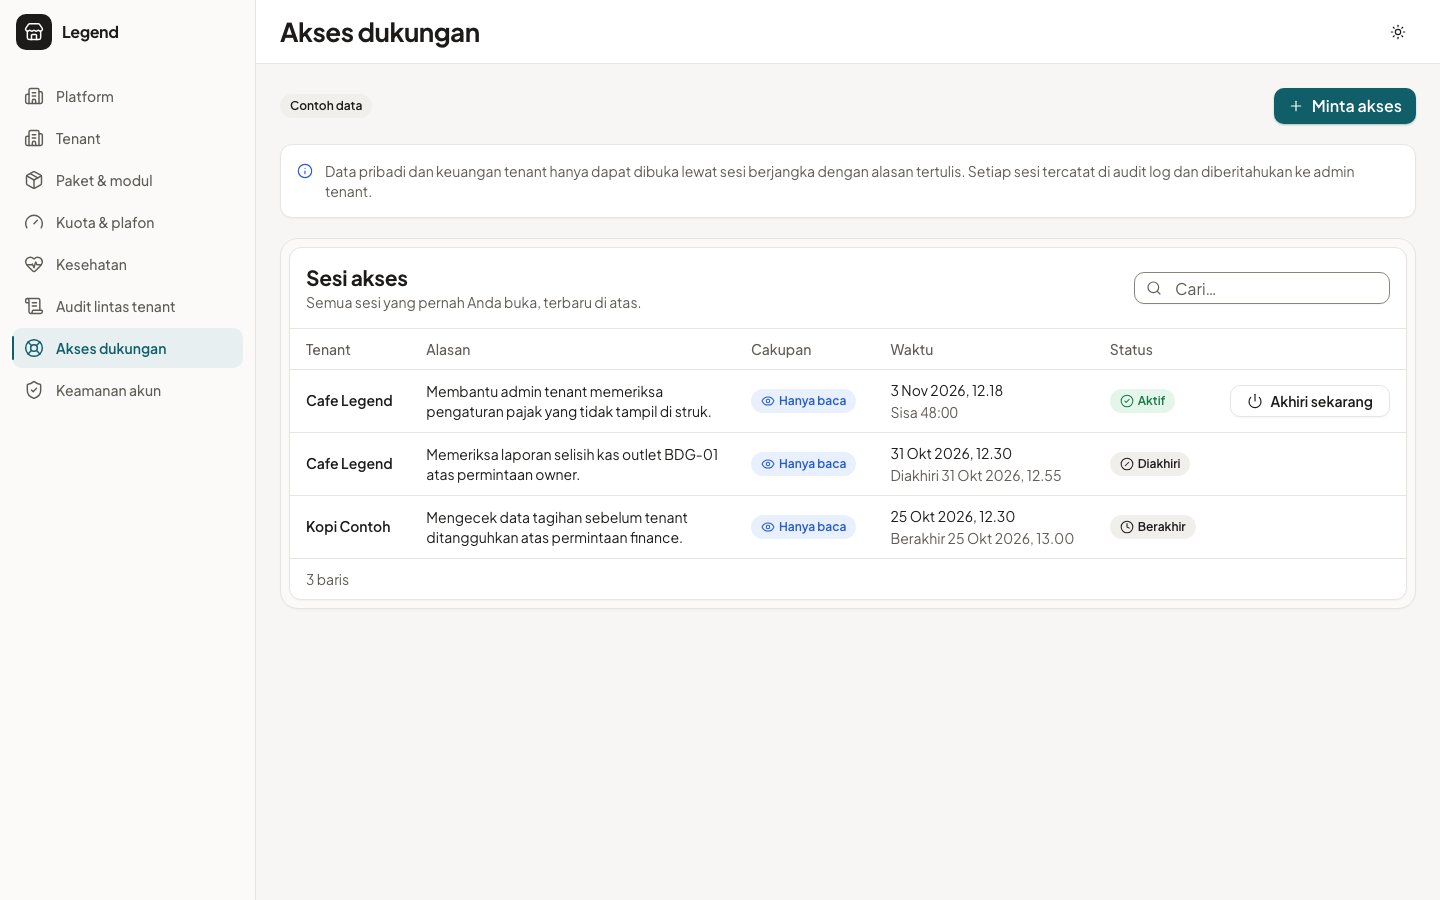 Legend
Akses dukungan
Platform
Tenant
Paket & modul
Kuota & plafon
Kesehatan
Audit lintas tenant
Akses dukungan
Keamanan akun
Contoh data
Minta akses
Data pribadi dan keuangan tenant hanya dapat dibuka lewat sesi berjangka dengan alasan tertulis. Setiap sesi tercatat di audit log dan diberitahukan ke admin
tenant.
Sesi akses
Semua sesi yang pernah Anda buka, terbaru di atas.
Cari...
Tenant Alasan Cakupan Waktu Status
Cafe Legend
Membantu admin tenant memeriksa
pengaturan pajak yang tidak tampil di struk.
Hanya baca
3 Nov 2026, 12.18
Sisa 48:00
Aktif
Akhiri sekarang
Cafe Legend
Memeriksa laporan selisih kas outlet BDG-01
atas permintaan owner.
Hanya baca
31 Okt 2026, 12.30
Diakhiri 31 Okt 2026, 12.55
Diakhiri
Kopi Contoh
Mengecek data tagihan sebelum tenant
ditangguhkan atas permintaan finance.
Hanya baca
25 Okt 2026, 12.30
Berakhir 25 Okt 2026, 13.00
Berakhir
3 baris